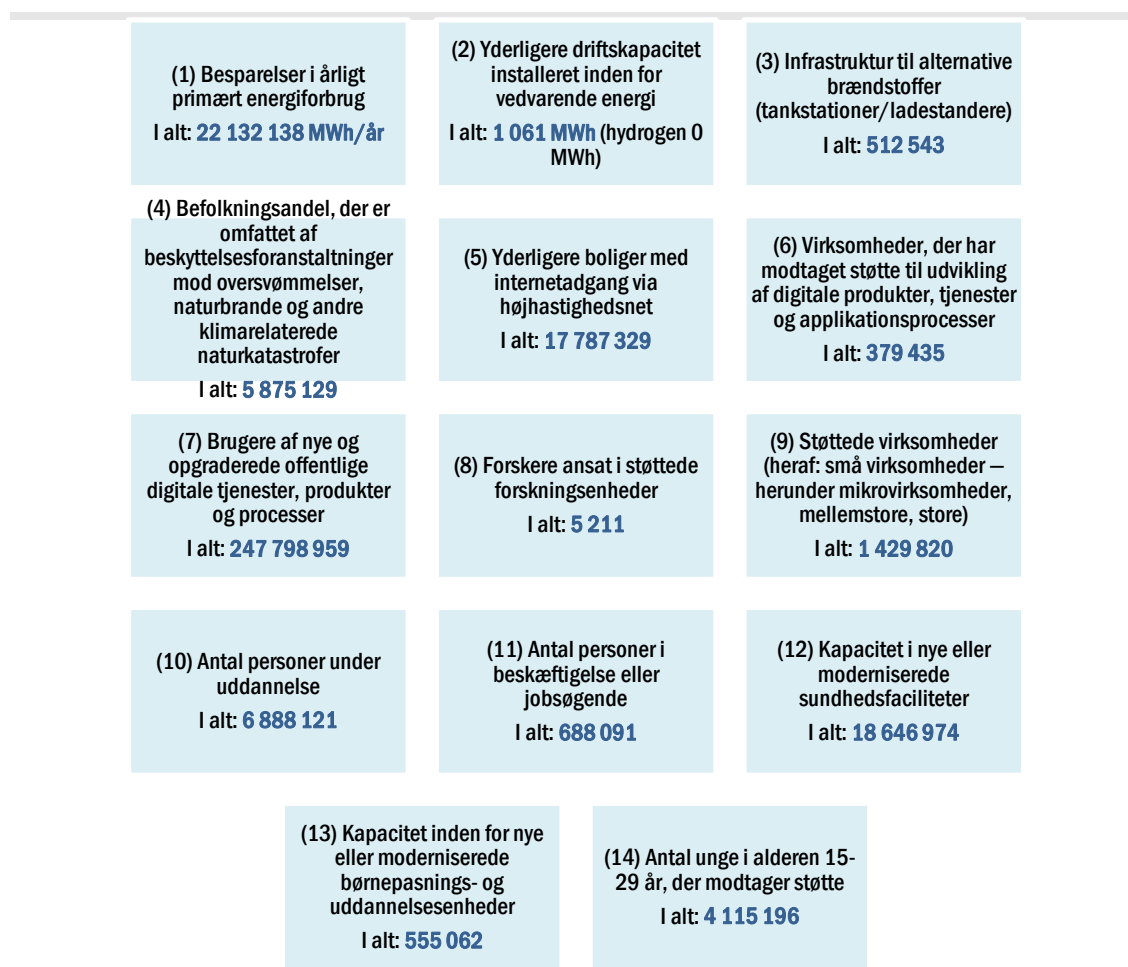 (1) Besparelser i årligt
primært energiforbrug
I alt: 22 132 138 MWh/år
(2) Yderligere driftskapacitet
installeret inden for
vedvarende energi
I alt: 1 061 MWh (hydrogen 0
MWh)
(3) Infrastruktur til alternative
brændstoffer
(tankstationer/ladestandere)
I alt: 512 543
(4) Befolkningsandel, der er
omfattet af
beskyttelsesforanstaltninger
mod oversvømmelser,
naturbrande og andre
klimarelaterede
naturkatastrofer
I alt: 5 875 129
(5) Yderligere boliger med
internetadgang via
højhastighedsnet
I alt: 17 787 329
(6) Virksomheder, der har
modtaget støtte til udvikling
af digitale produkter, tjenester
og applikationsprocesser
I alt: 379 435
(7) Brugere af nye og
opgraderede offentlige
digitale tjenester, produkter
og processer
I alt: 247 798 959
(8) Forskere ansat i støttede
forskningsenheder
I alt: 5 211
(9) Støttede virksomheder
(heraf: små virksomheder —
herunder mikrovirksomheder,
mellemstore, store)
I alt: 1 429 820
(10) Antal personer under
uddannelse
I alt: 6 888 121
(11) Antal personer i
beskæftigelse eller
jobsøgende
I alt: 688 091
(12) Kapacitet i nye eller
moderniserede
sundhedsfaciliteter
I alt: 18 646 974
(13) Kapacitet inden for nye
eller moderniserede
børnepasnings- og
uddannelsesenheder
I alt: 555 062
(14) Antal unge i alderen 15-
29 år, der modtager støtte
I alt: 4 115 196